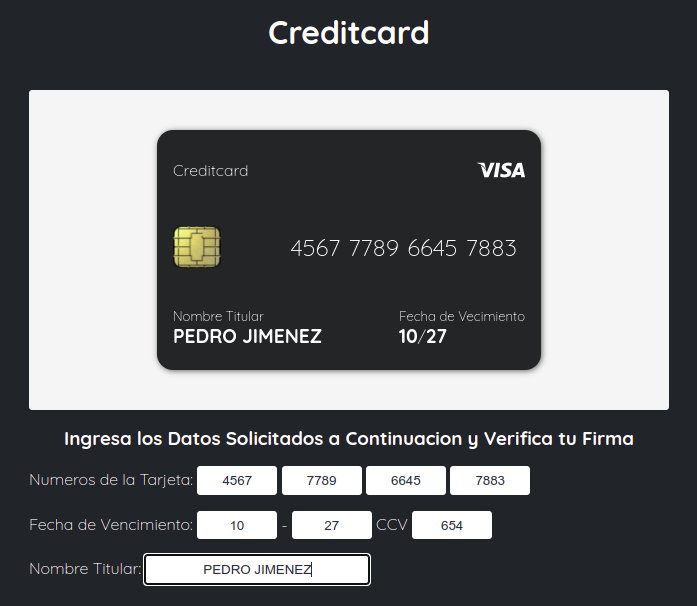 Creditcard
Creditcard VISA
4567 7789 6645 7883
Nombre Titular Fecha de Vecimiento
PEDRO JIMENEZ 10/27
Ingresa los Datos Solicitados a Continuacion y Verifica tu Firma
Numeros de la Tarjeta: 4567 7789 6645 7883
Fecha de Vencimiento: 10 - 27 CCV 654
Nombre Titular: PEDRO JIMENEZ